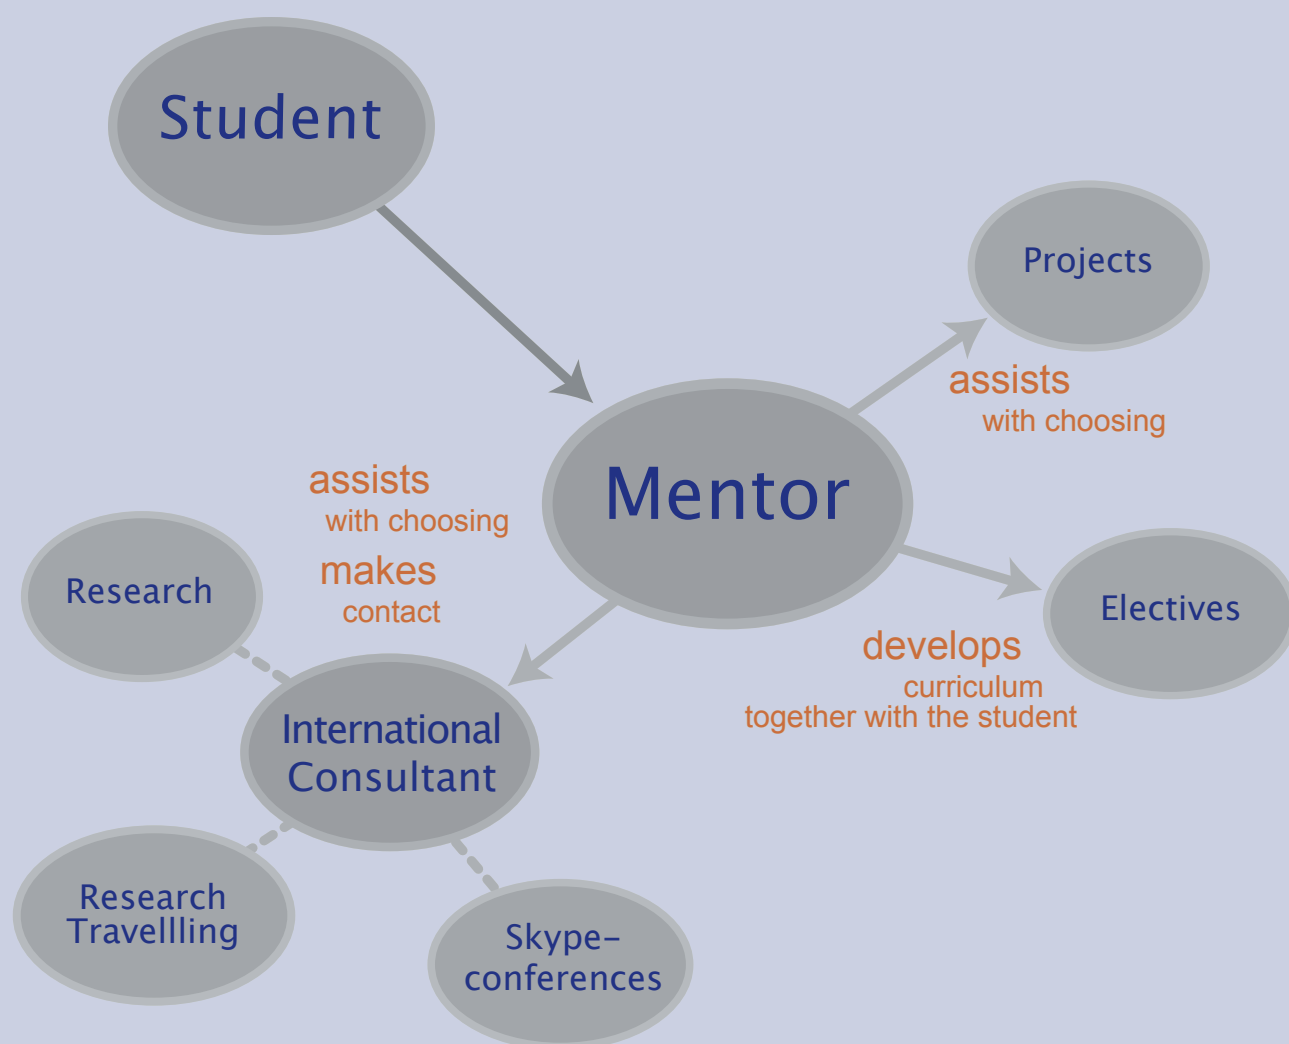 Student
Projects
assists
with choosing
Mentor
assists
with choosing
makes
contact
Research
Electives
develops
curriculum
together with the student
International
Consultant
Research
Travellling
Skype–
conferences